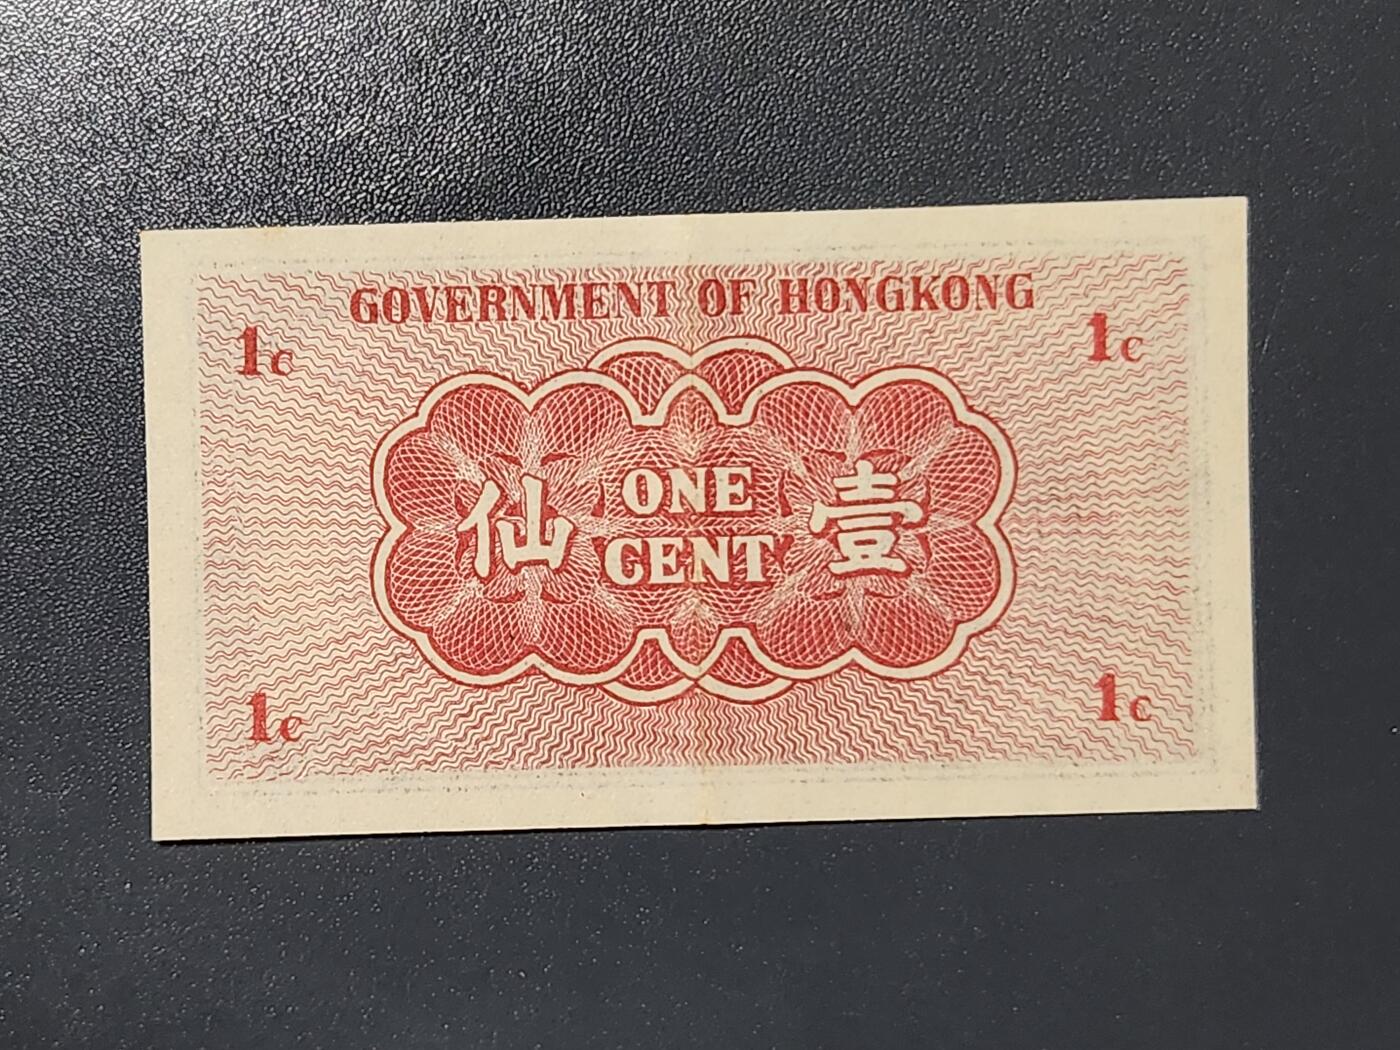 GOVERNMENT OF HONGKONG
1c
1c
仙
ONE
CENT
壹
1c
1c